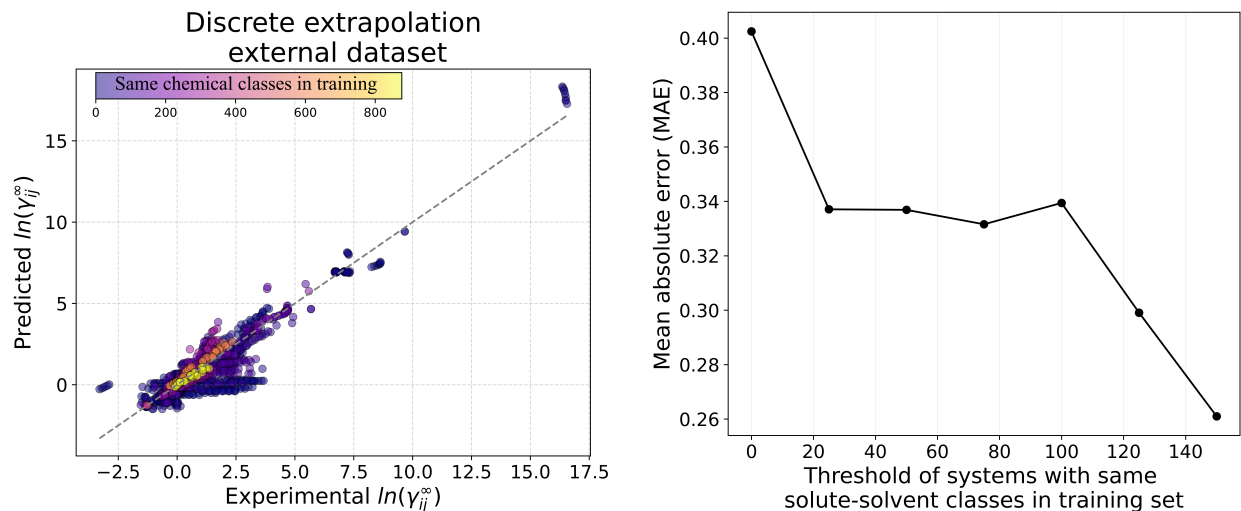 Discrete extrapolation
external dataset
Same chemical classes in training
0 200 400 600 800
Predicted ln(γ_ij^∞)
15
10
5
0
−2.5 0.0 2.5 5.0 7.5 10.0 12.5 15.0 17.5
Experimental ln(γ_ij^∞)
Mean absolute error (MAE)
0.40
0.38
0.36
0.34
0.32
0.30
0.28
0.26
0 20 40 60 80 100 120 140
Threshold of systems with same
solute-solvent classes in training set